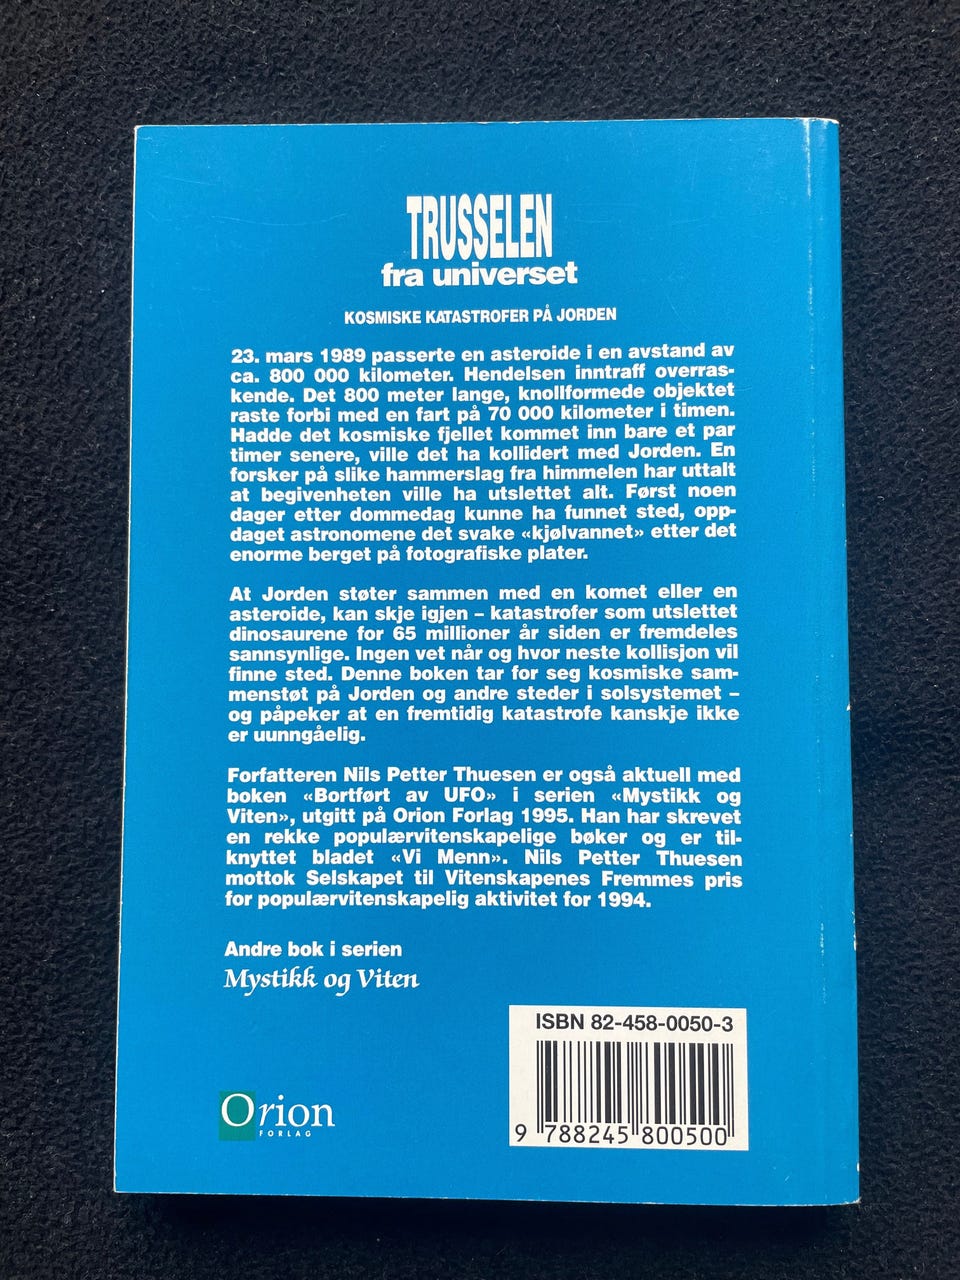 TRUSSELEN
fra universet
KOSMISKE KATASTROFER PÅ JORDEN
23. mars 1989 passerte en asteroide i en avstand av
ca. 800 000 kilometer. Hendelsen inntraff overras-
kende. Det 800 meter lange, knollformede objektet
raste forbi med en fart på 70 000 kilometer i timen.
Hadde det kosmiske fjellet kommet inn bare et par
timer senere, ville det ha kollidert med Jorden. En
forsker på slike hammerslag fra himmelen har uttalt
at begivenheten ville ha utslettet alt. Først noen
dager etter dommedag kunne ha funnet sted, opp-
daget astronomene det svake «kjølvannet» etter det
enorme berget på fotografiske plater.
At Jorden støter sammen med en komet eller en
asteroide, kan skje igjen – katastrofer som utslettet
dinosaurene for 65 millioner år siden er fremdeles
sannsynlige. Ingen vet når og hvor neste kollisjon vil
finne sted. Denne boken tar for seg kosmiske sam-
menstøt på Jorden og andre steder i solsystemet –
og påpeker at en fremtidig katastrofe kanskje ikke
er uunngåelig.
Forfatteren Nils Petter Thuesen er også aktuell med
boken «Bortført av UFO» i serien «Mystikk og
Viten», utgitt på Orion Forlag 1995. Han har skrevet
en rekke populærvitenskapelige bøker og er til-
knyttet bladet «Vi Menn». Nils Petter Thuesen
mottok Selskapet til Vitenskapenes Fremmes pris
for populærvitenskapelig aktivitet for 1994.
Andre bok i serien
Mystikk og Viten
ISBN 82-458-0050-3
9 788245 800500
Orion
FORLAG